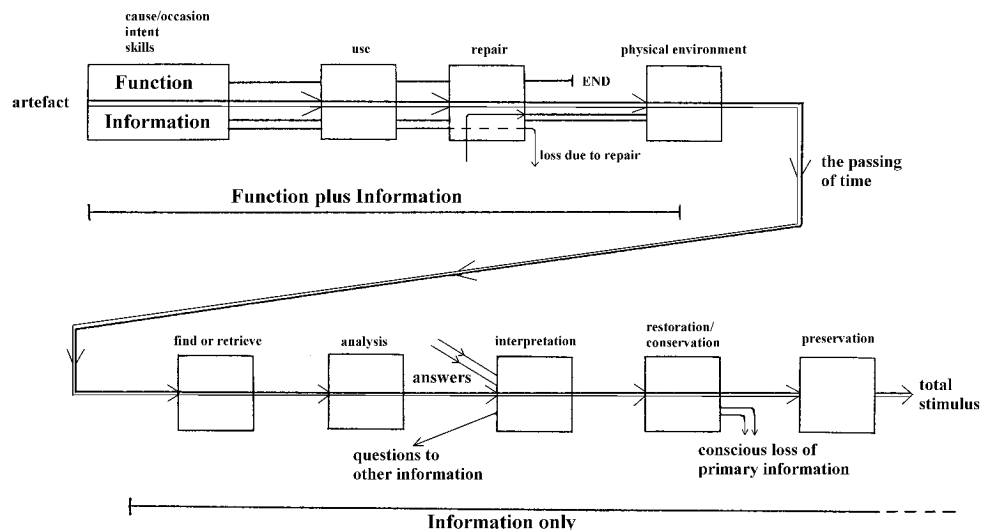 cause/occasion
intent
skills
use
repair
physical environment
artefact
Function
Information
END
loss due to repair
the passing
of time
Function plus Information
find or retrieve
analysis
answers
interpretation
restoration/
conservation
preservation
total
stimulus
questions to
other information
conscious loss of
primary information
Information only